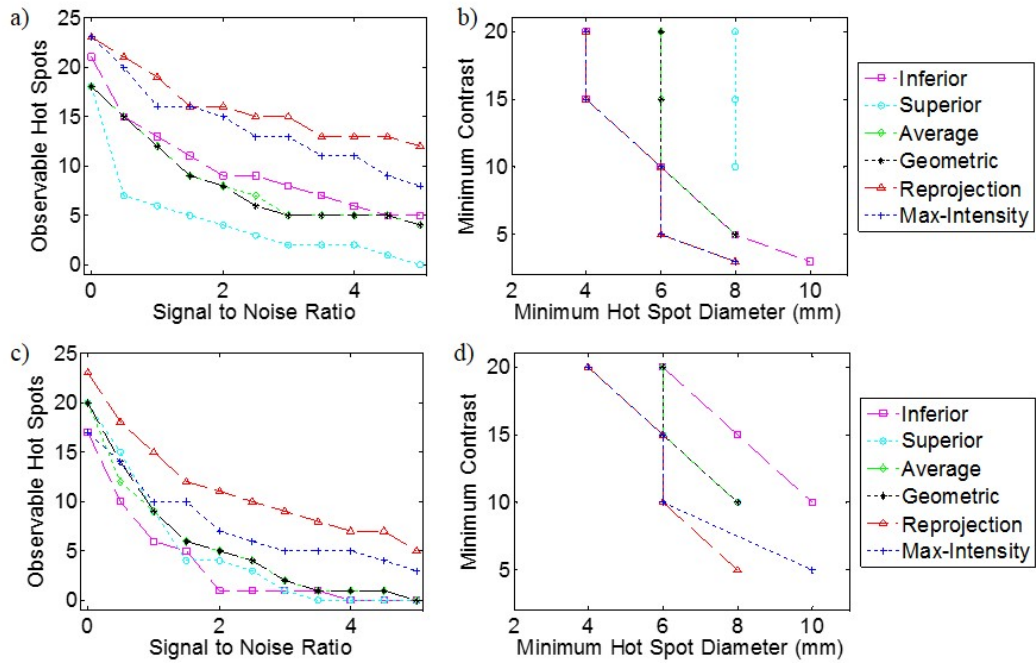 a)
25
20
15
10
5
0
Observable Hot Spots
0
2
4
Signal to Noise Ratio
b)
20
15
10
5
Minimum Contrast
2
4
6
8
10
Minimum Hot Spot Diameter (mm)
Inferior
Superior
Average
Geometric
Reprojection
Max-Intensity
c)
25
20
15
10
5
0
Observable Hot Spots
0
2
4
Signal to Noise Ratio
d)
20
15
10
5
Minimum Contrast
2
4
6
8
10
Minimum Hot Spot Diameter (mm)
Inferior
Superior
Average
Geometric
Reprojection
Max-Intensity